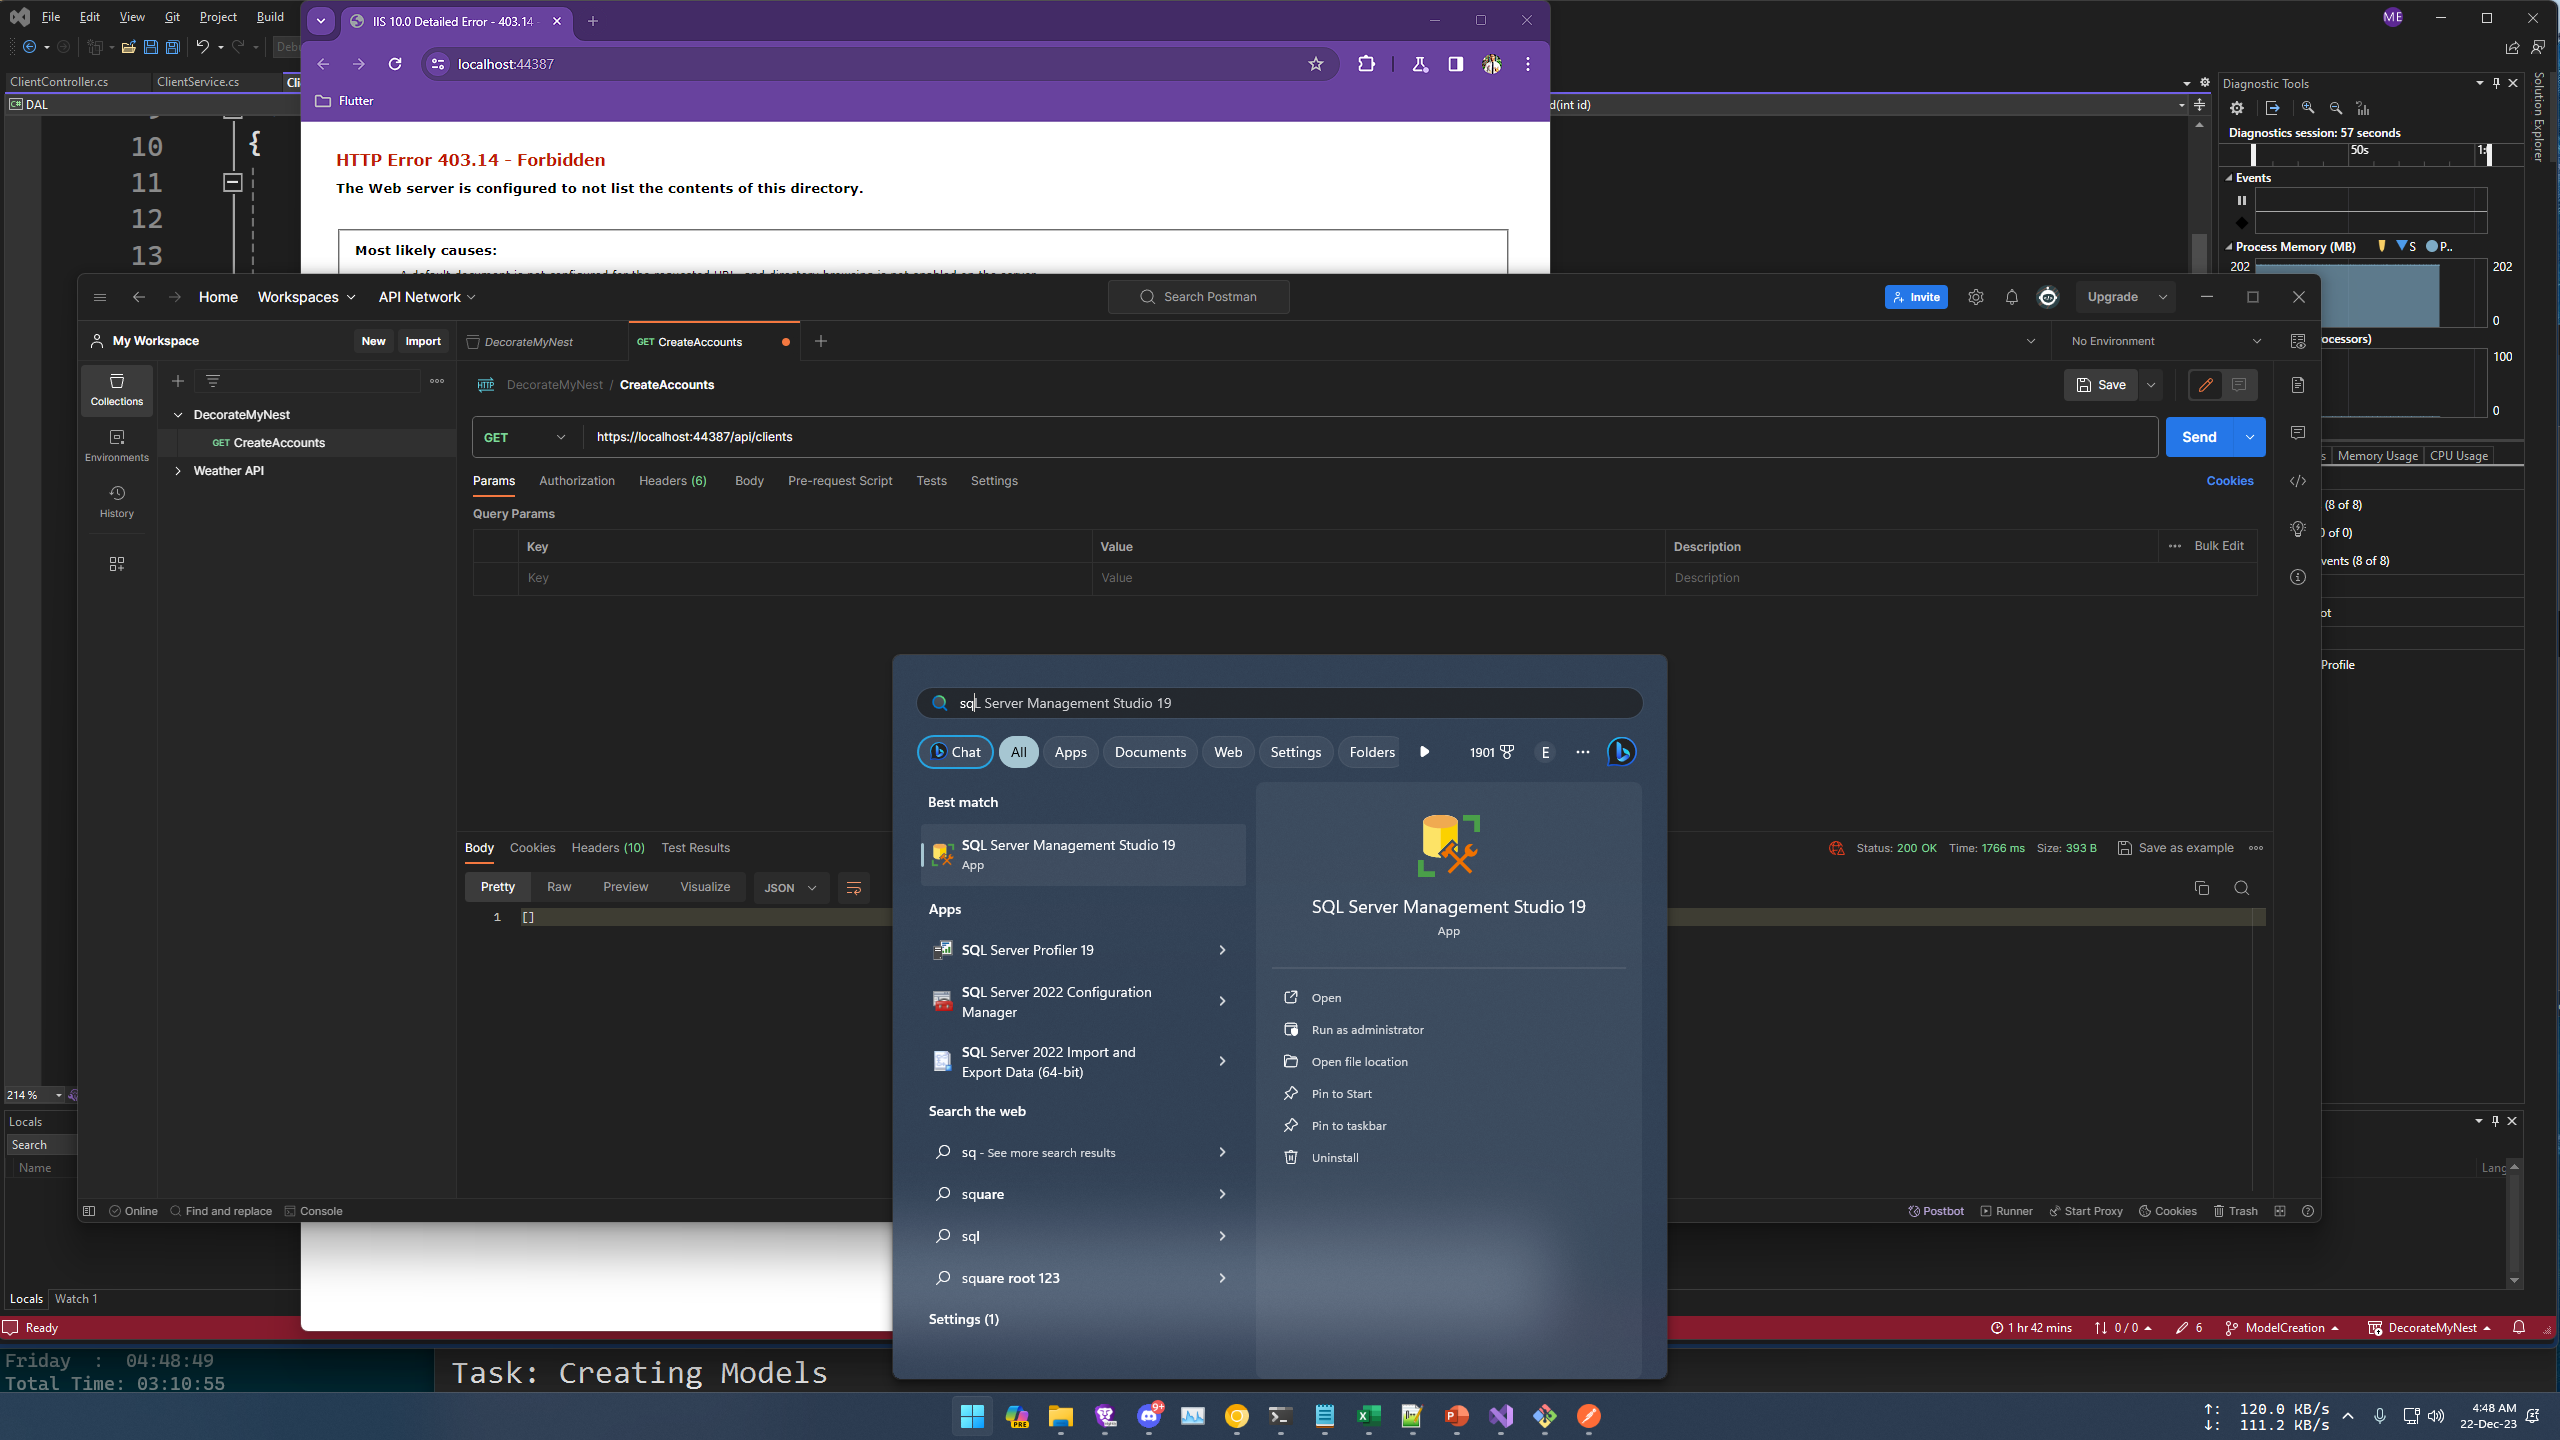 File Edit View Git Project Build
IIS 10.0 Detailed Error - 403.14
ME
localhost:44387
Flutter
ClientController.cs ClientService.cs
DAL
d(int id)
10 {
11
12
13
HTTP Error 403.14 - Forbidden
The Web server is configured to not list the contents of this directory.
Most likely causes:
Diagnostic Tools
Solution Explorer
Diagnostics session: 57 seconds
50s
Events
Process Memory (MB) S P..
202 202
0
ocessors)
100
0
Memory Usage CPU Usage
(8 of 8)
of 0)
vents (8 of 8)
ot
Profile
Home Workspaces API Network
Search Postman
Invite
Upgrade
My Workspace New Import
DecorateMyNest GET CreateAccounts
No Environment
Collections
Environments
History
DecorateMyNest
GET CreateAccounts
Weather API
HTTP DecorateMyNest / CreateAccounts
Save
GET https://localhost:44387/api/clients
Send
Params Authorization Headers (6) Body Pre-request Script Tests Settings Cookies
Query Params
Key Value Description Bulk Edit
Key Value Description
Body Cookies Headers (10) Test Results
Status: 200 OK Time: 1766 ms Size: 393 B Save as example
Pretty Raw Preview Visualize JSON
1 []
sqL Server Management Studio 19
Chat All Apps Documents Web Settings Folders 1901 E
Best match
SQL Server Management Studio 19
App
Apps
SQL Server Profiler 19
SQL Server 2022 Configuration
Manager
SQL Server 2022 Import and
Export Data (64-bit)
Search the web
sq - See more search results
square
sql
square root 123
Settings (1)
SQL Server Management Studio 19
App
Open
Run as administrator
Open file location
Pin to Start
Pin to taskbar
Uninstall
214 %
Locals
Search
Name
Lang
Online Find and replace Console
Postbot Runner Start Proxy Cookies Trash
Locals Watch 1
Ready
1 hr 42 mins 0 / 0 6 ModelCreation DecorateMyNest
Friday : 04:48:49
Total Time: 03:10:55
Task: Creating Models
PRE
9+
120.0 KB/s
111.2 KB/s
4:48 AM
22-Dec-23